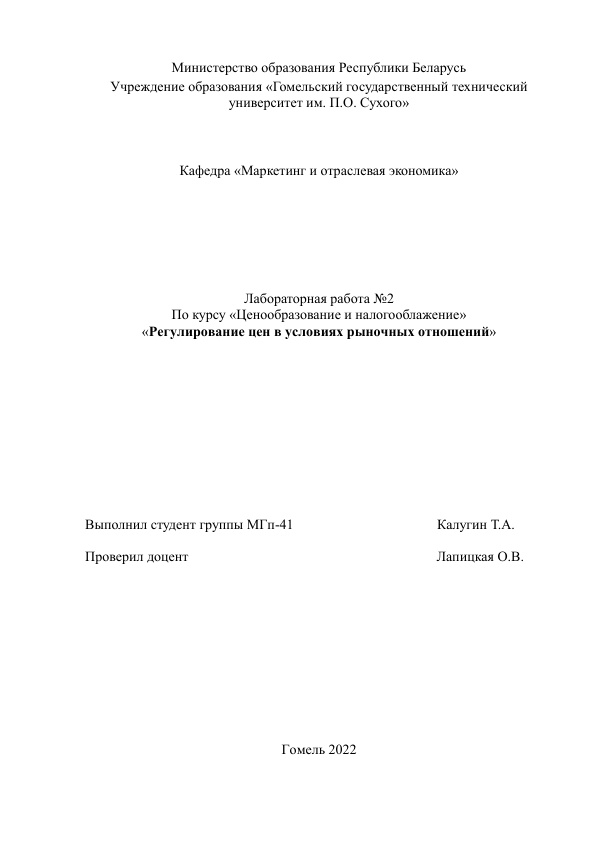 Министерство образования Республики Беларусь
Учреждение образования «Гомельский государственный технический
университет им. П.О. Сухого»
Кафедра «Маркетинг и отраслевая экономика»
Лабораторная работа №2
По курсу «Ценообразование и налогооблажение»
«Регулирование цен в условиях рыночных отношений»
Выполнил студент группы МГп-41 Калугин Т.А.
Проверил доцент Лапицкая О.В.
Гомель 2022